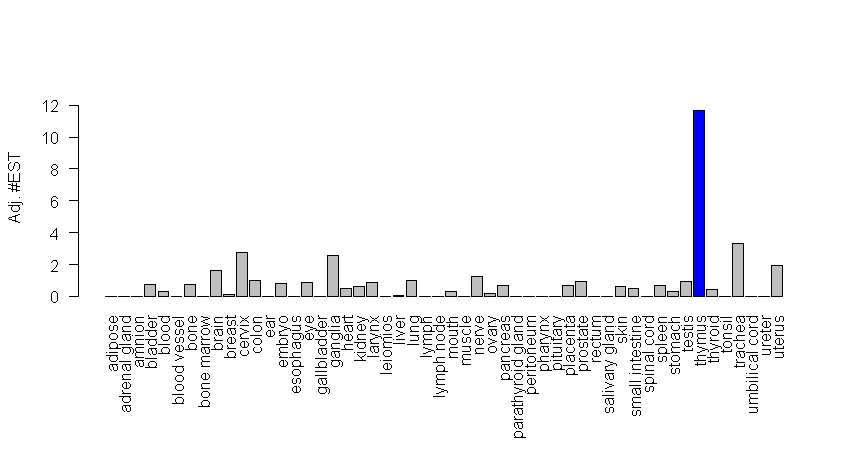 Adj. #EST
12
10
8
6
4
2
0
adipose
adrenal gland
amnion
bladder
blood
blood vessel
bone
bone marrow
brain
breast
cervix
colon
ear
embryo
esophagus
eye
gallbladder
ganglia
heart
kidney
larynx
leiomios
liver
lung
lymph
lymph node
mouth
muscle
nerve
ovary
pancreas
parathyroid gland
peritoneum
pharynx
pituitary
placenta
prostate
rectum
salivary gland
skin
small intestine
spinal cord
spleen
stomach
testis
thymus
thyroid
tonsil
trachea
umbilical cord
ureter
uterus